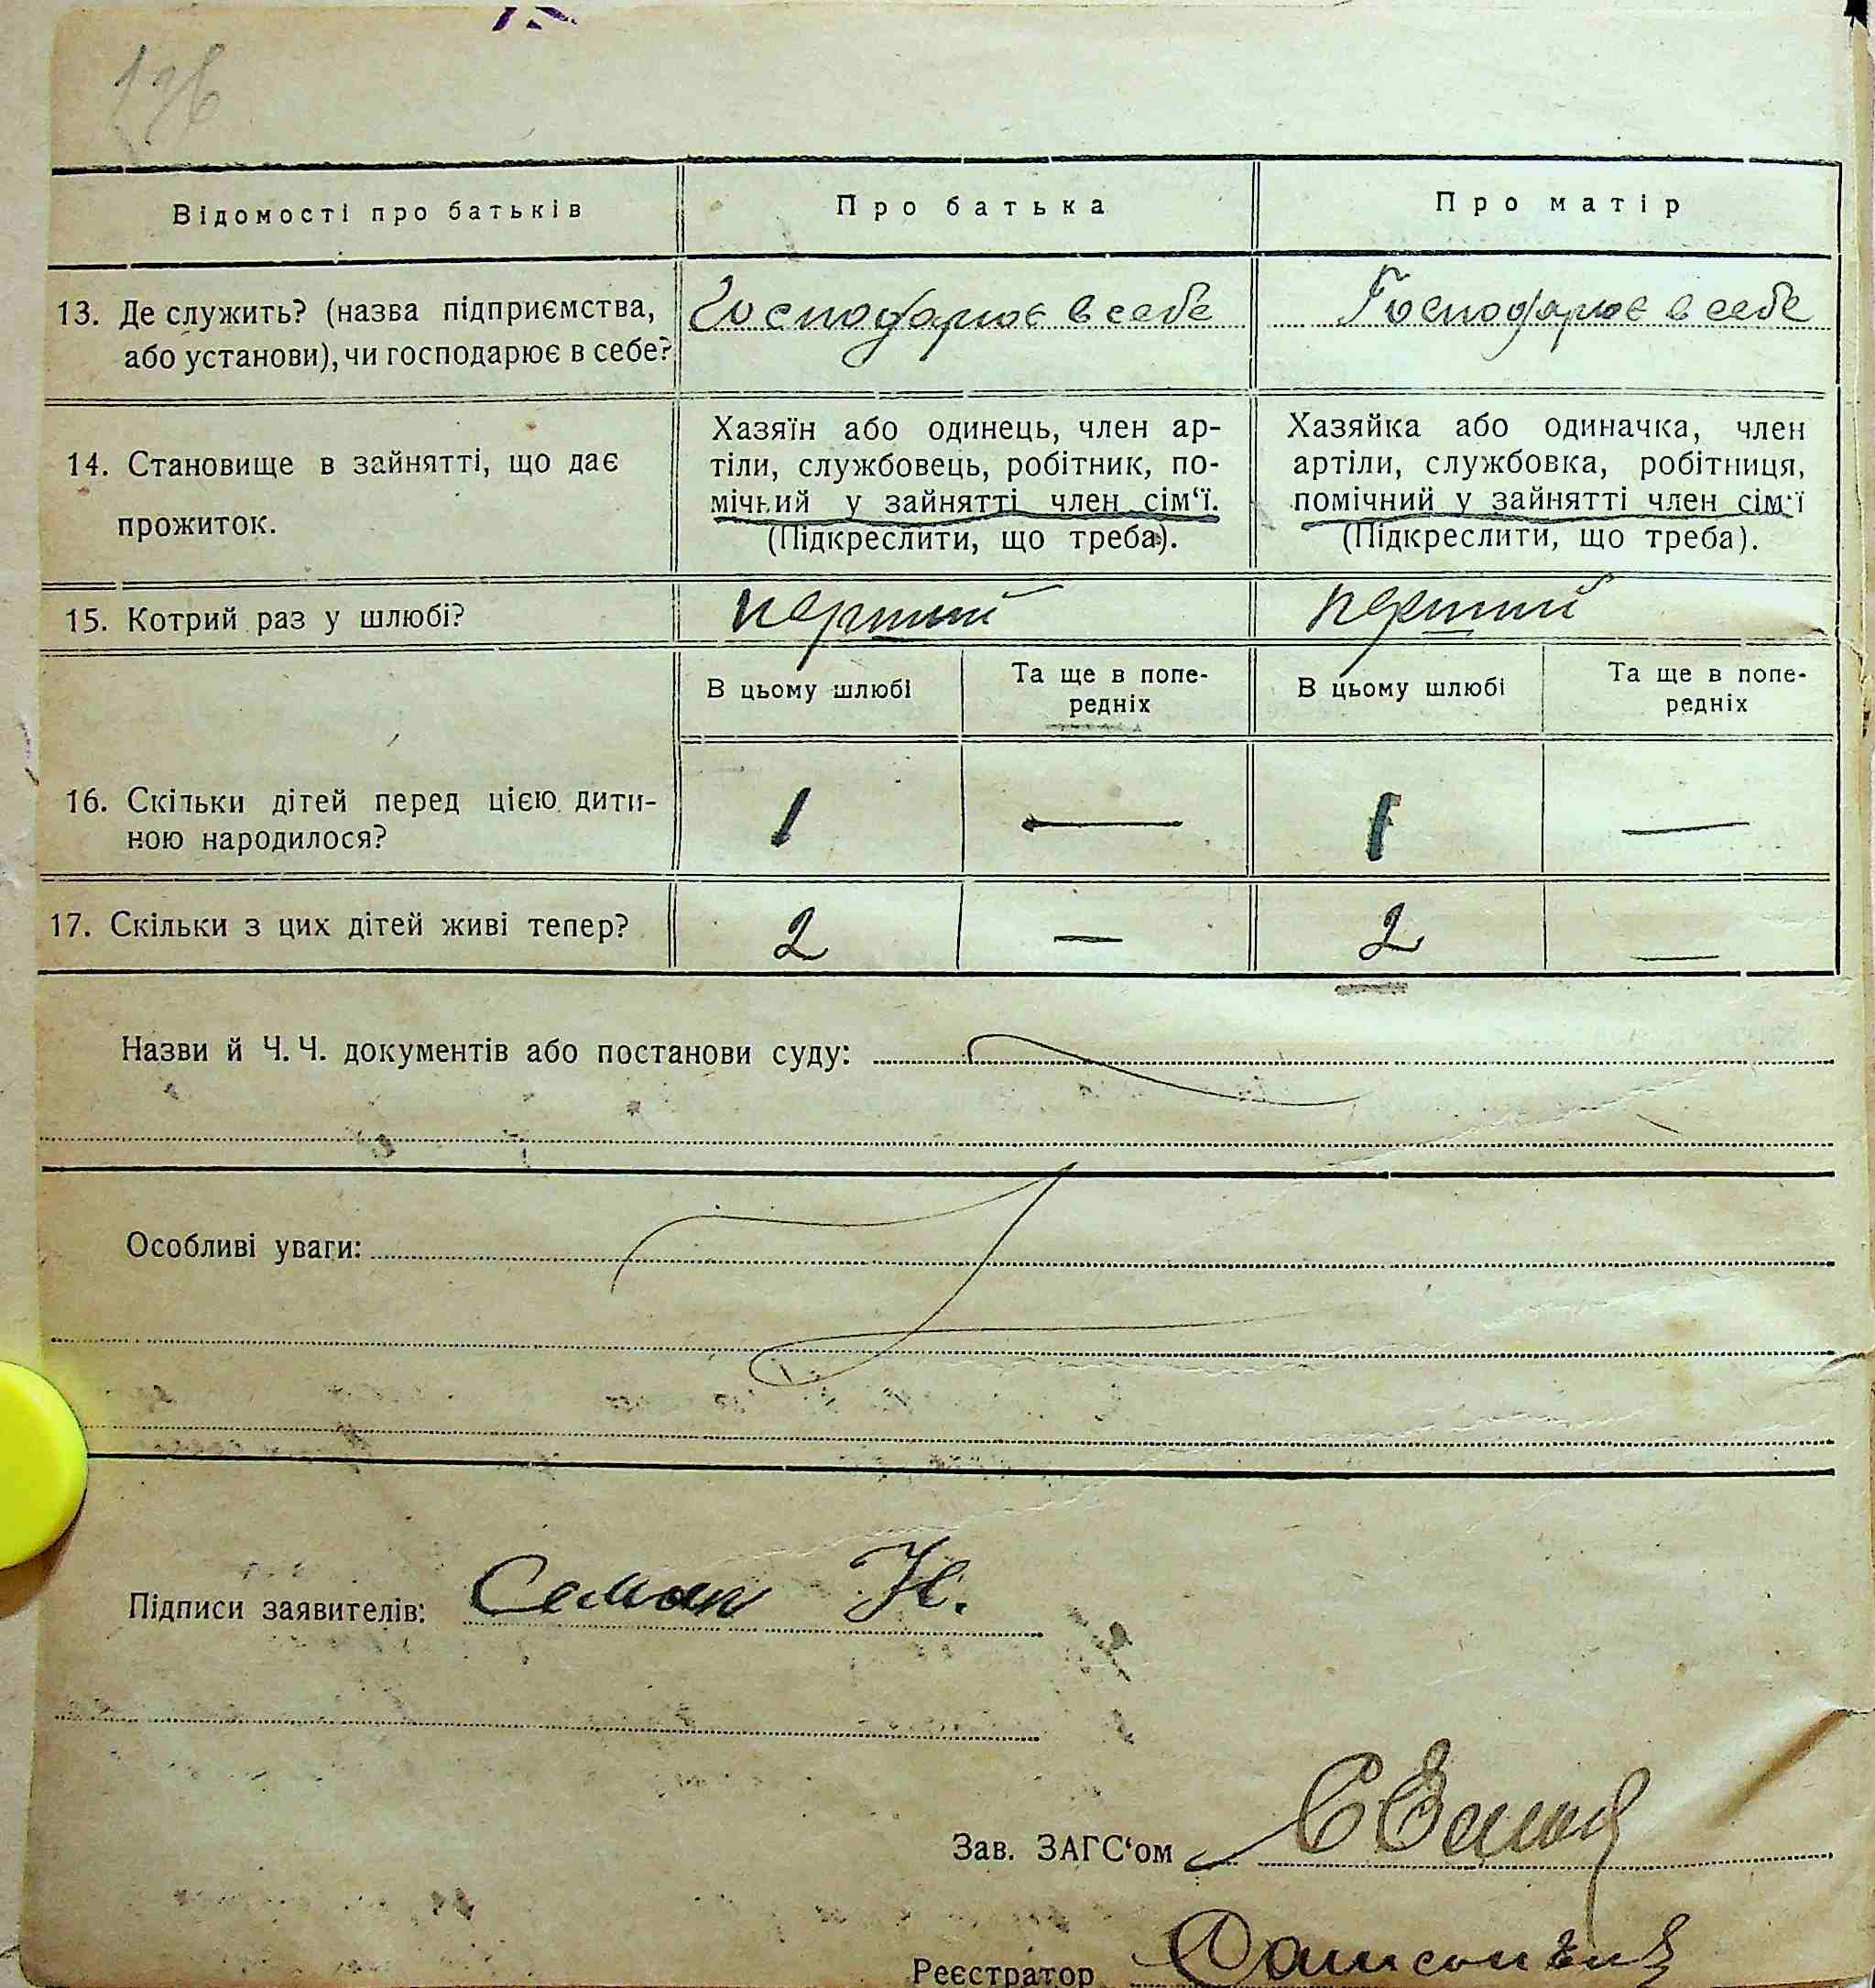 136
Відомості про батьків Про батька Про матір
13. Де служить? (назва підприємства, або установи), чи господарює в себе? Господарює в себе Господарює в себе
14. Становище в зайнятті, що дає прожиток.
Хазяїн або одинець, член ар-
тіли, службовець, робітник, по-
мічний у зайнятті член сім‘ї.
(Підкреслити, що треба).
Хазяйка або одиначка, член
артіли, службовка, робітниця,
помічний у зайнятті член сім‘ї
(Підкреслити, що треба).
15. Котрий раз у шлюбі? перший перший
В цьому шлюбі Та ще в попе-
редніх
В цьому шлюбі Та ще в попе-
редніх
16. Скільки дітей перед цією дити-
ною народилося? 1 — 1 —
17. Скільки з цих дітей живі тепер? 2 — 2 —
Назви й Ч. Ч. документів або постанови суду:
Особливі уваги:
Підписи заявителів: Семак Н.
Зав. ЗАГС‘ом
Реєстратор